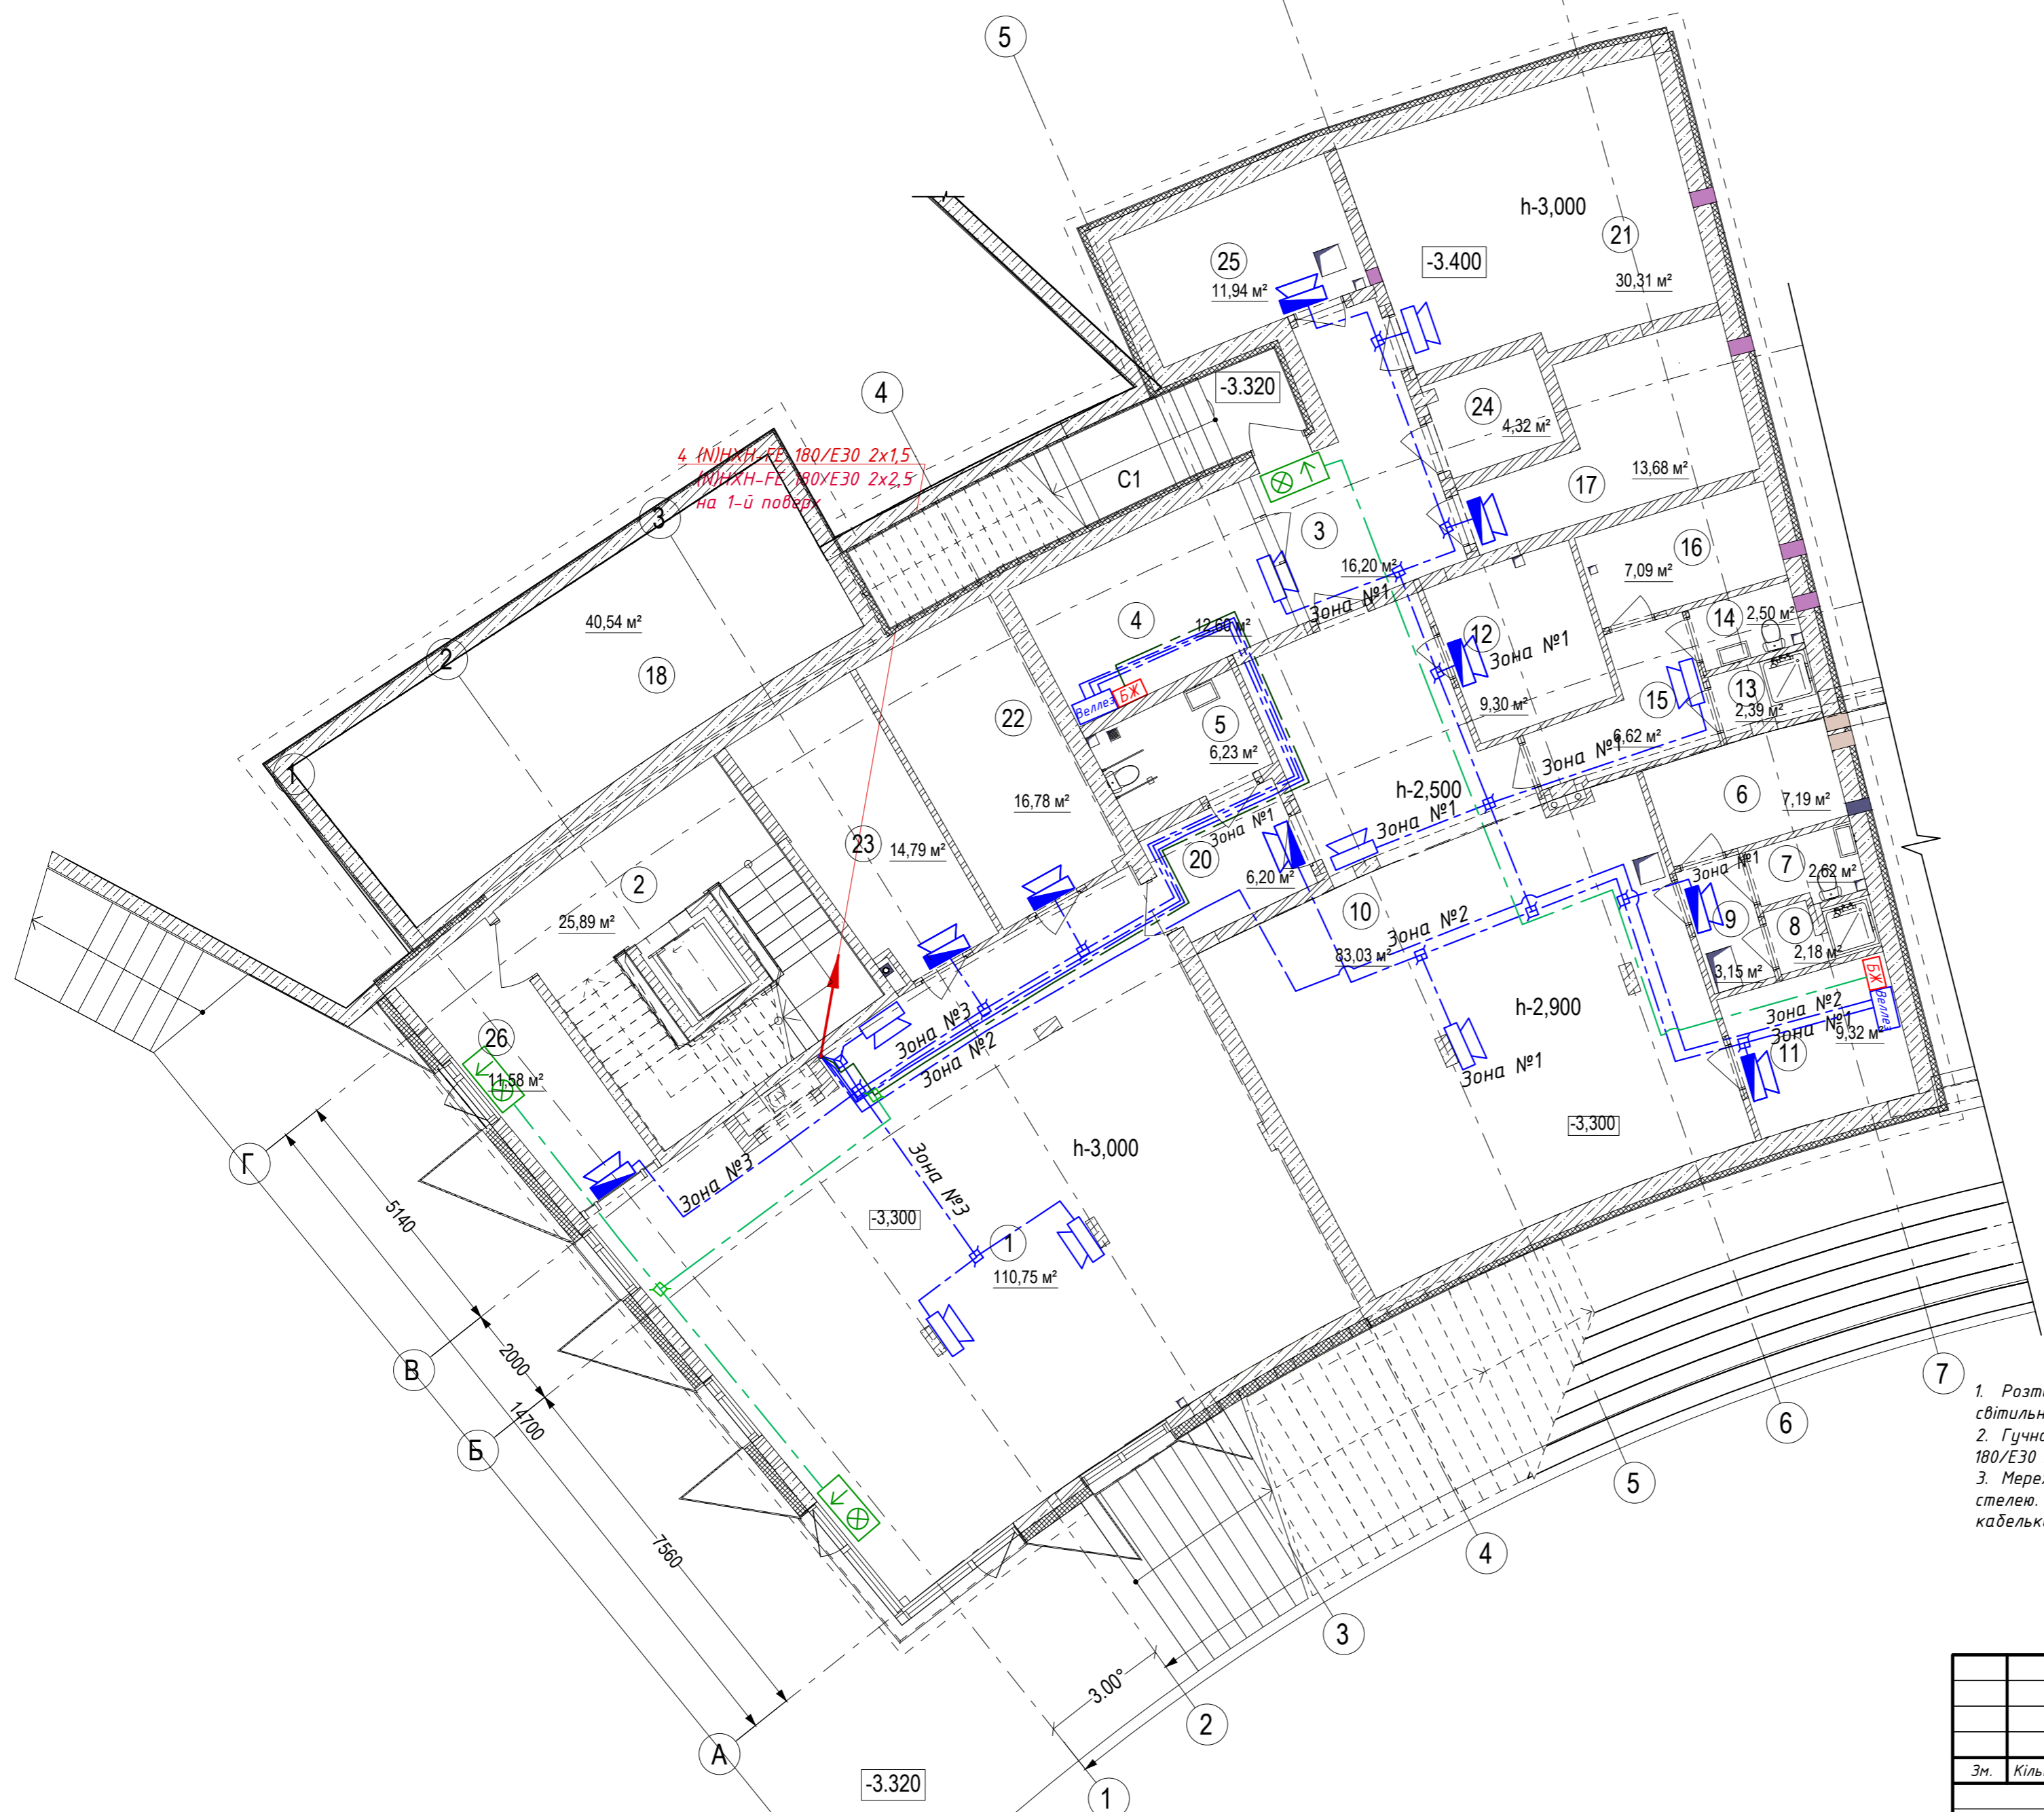 5
h-3,000
21
25
11,94 м²
-3.400
30,31 м²
4
-3.320
24
4,32 м²
4 (N)HXH-FE 180/E30 2x1,5
(N)HXH-FE 180/E30 2x2,5
на 1-й поверх
C1
13,68 м²
17
3
3
16
16,20 м²
7,09 м²
Зона №1
40,54 м²
4
12,60 м²
14
2,50 м²
12
Зона №1
2
18
1
22
Веллез
БЖ
5
6,23 м²
9,30 м²
15
13
2,39 м²
6,62 м²
Зона №1
16,78 м²
h-2,500
6
7,19 м²
23
14,79 м²
Зона №1
Зона №1
20
6,20 м²
Зона №1
7
2,62 м²
2
25,89 м²
10
Зона №2
83,03 м²
9
8
2,18 м²
3,15 м²
БЖ
Веллез
h-2,900
Зона №2
Зона №1
9,32 м²
11
26
11,58 м²
Зона №3
Зона №2
Зона №1
-3,300
h-3,000
Зона №3
Зона №3
-3,300
1
110,75 м²
Г
5140
В
2000
14700
Б
7560
А
7
6
5
4
3
2
1
3.00°
-3.320
1.
2.
180/E30
3.
стелею.
Зм.